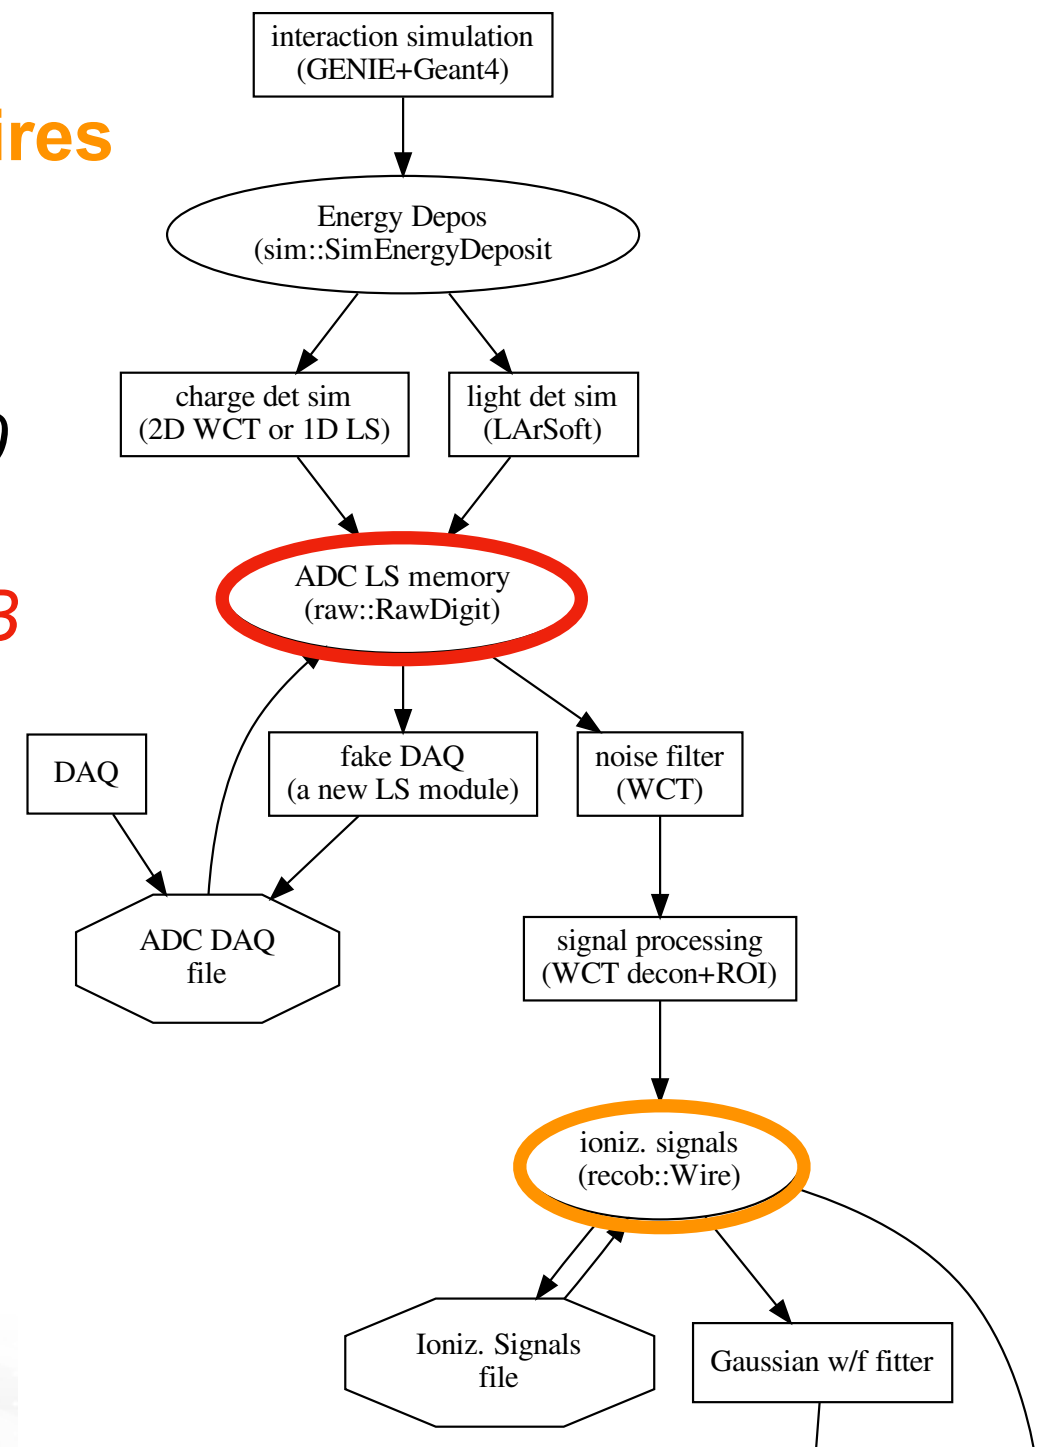 interaction simulation
(GENIE+Geant4)
ires
Energy Depos
(sim::SimEnergyDeposit
charge det sim
(2D WCT or 1D LS)
light det sim
(LArSoft)
ADC LS memory
(raw::RawDigit)
DAQ
fake DAQ
(a new LS module)
noise filter
(WCT)
ADC DAQ
file
signal processing
(WCT decon+ROI)
ioniz. signals
(recob::Wire)
Ioniz. Signals
file
Gaussian w/f fitter